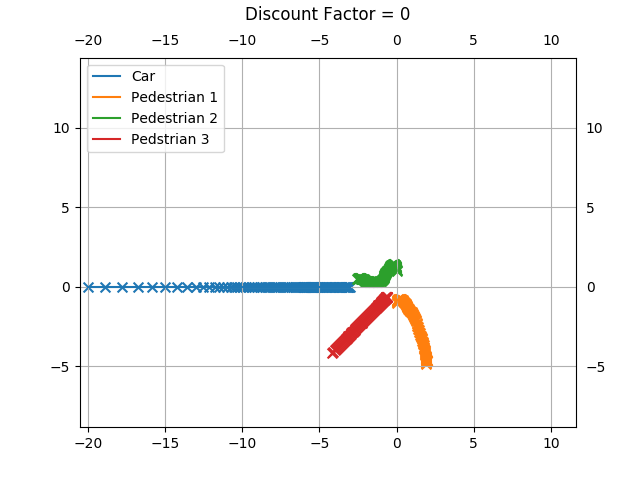 Discount Factor = 0
−20 −15 −10 −5 0 5 10
Car
Pedestrian 1
Pedestrian 2
Pedstrian 3
10 10
5 5
0 0
−5 −5
−20 −15 −10 −5 0 5 10